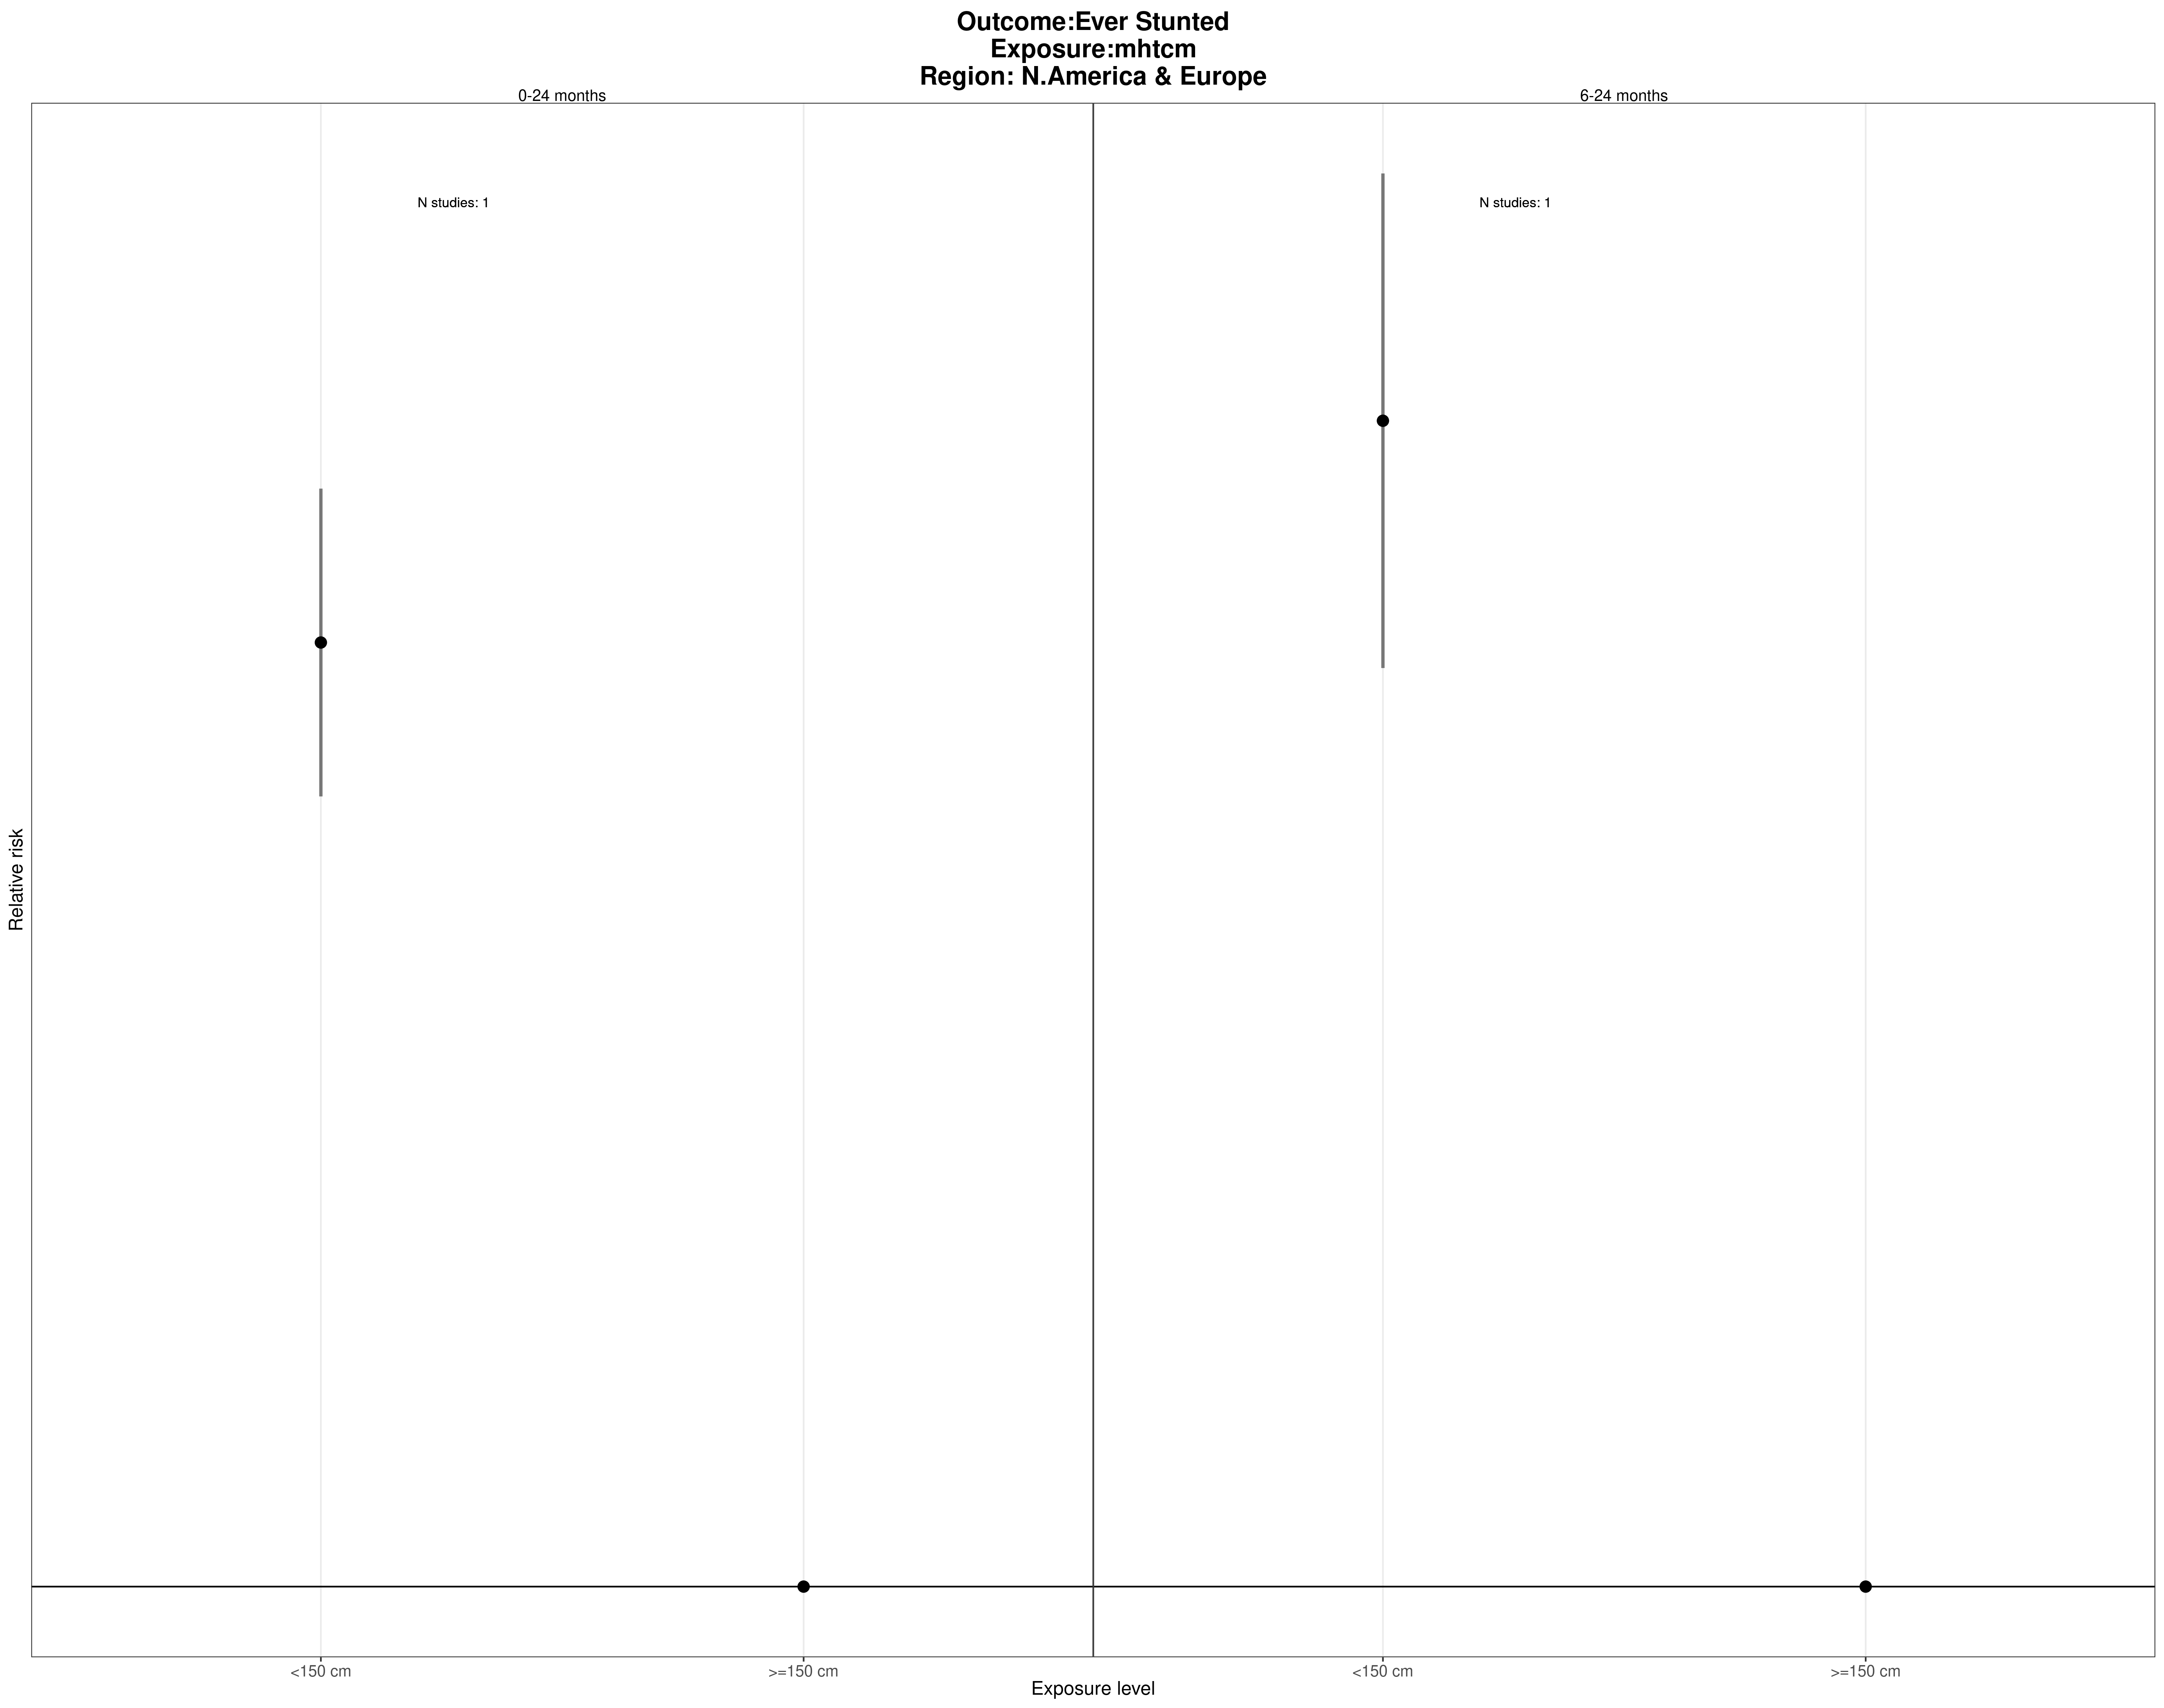 Outcome:Ever Stunted
Exposure:mhtcm
Region: N.America & Europe
0-24 months
6-24 months
N studies: 1
N studies: 1
Relative risk
<150 cm
>=150 cm
<150 cm
>=150 cm
Exposure level